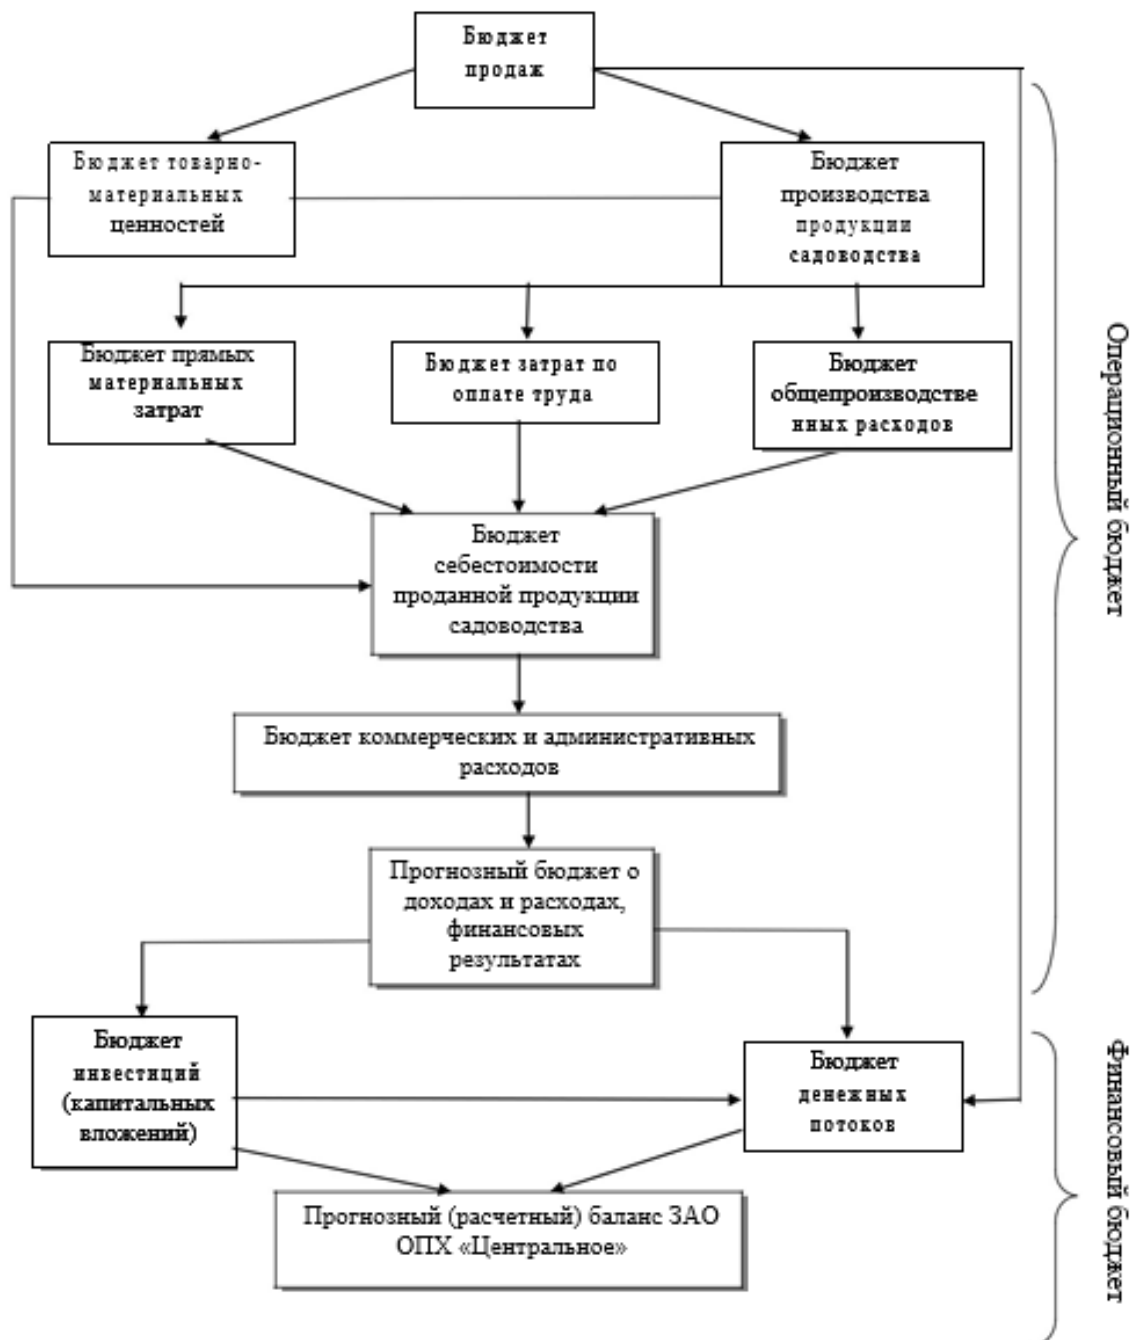 Бюджет
продаж
Бюджет товарно-
материальных
ценностей
Бюджет
производства
продукции
садоводства
Бюджет прямых
материальных
затрат
Бюджет затрат по
оплате труда
Бюджет
общепроизводстве
нных расходов
Бюджет
себестоимости
проданной продукции
садоводства
Бюджет коммерческих и административных
расходов
Прогнозный бюджет о
доходах и расходах,
финансовых
результатах
Операционный бюджет
Бюджет
инвестиций
(капитальных
вложений)
Бюджет
денежных
потоков
Прогнозный (расчетный) баланс ЗАО
ОПХ «Центральное»
Финансовый бюджет